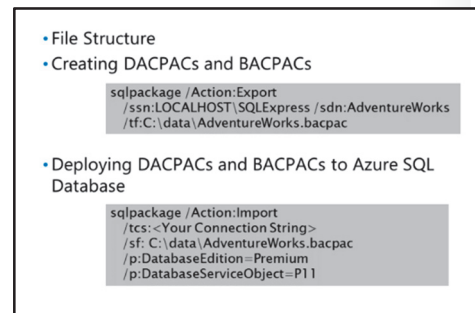 • File Structure
• Creating DACPACs and BACPACs
sqlpackage /Action:Export
/ssn:LOCALHOST\SQLExpress /sdn:AdventureWorks
/tf:C:\data\AdventureWorks.bacpac
• Deploying DACPACs and BACPACs to Azure SQL
Database
sqlpackage /Action:Import
/tcs:<Your Connection String>
/sf: C:\data\AdventureWorks.bacpac
/p:DatabaseEdition=Premium
/p:DatabaseServiceObject=P11